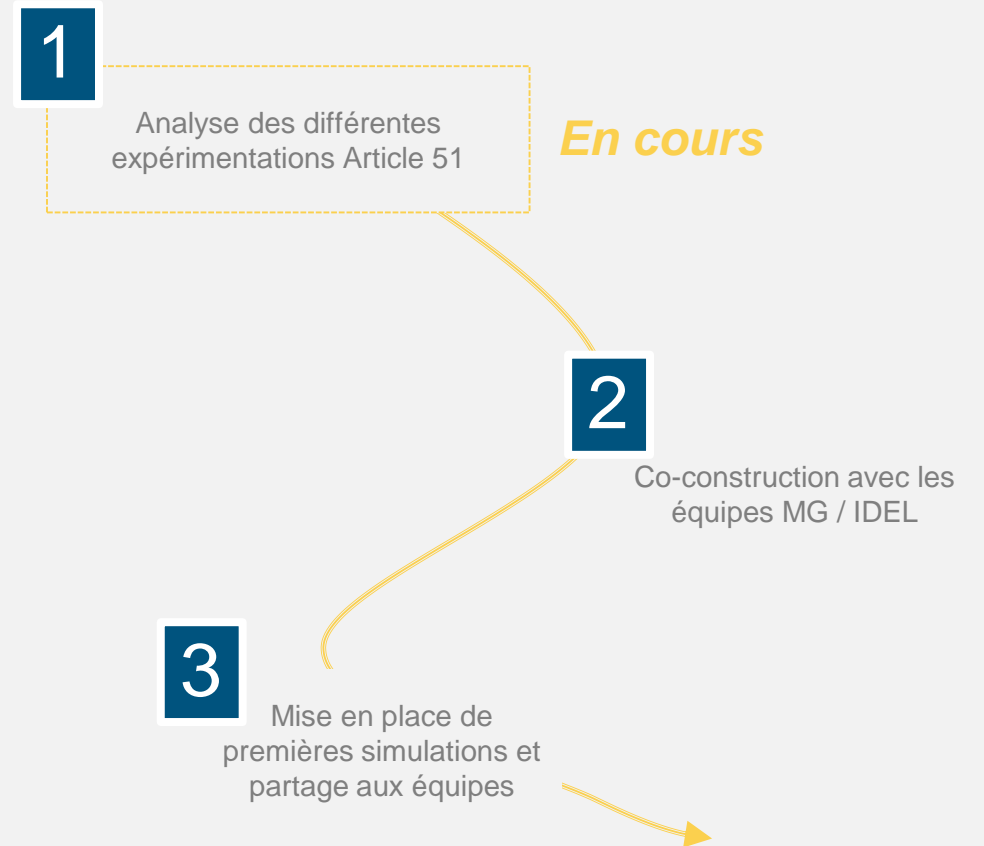 1
Analyse des différentes
expérimentations Article 51
En cours
2
Co-construction avec les
équipes MG / IDEL
3
Mise en place de
premières simulations et
partage aux équipes